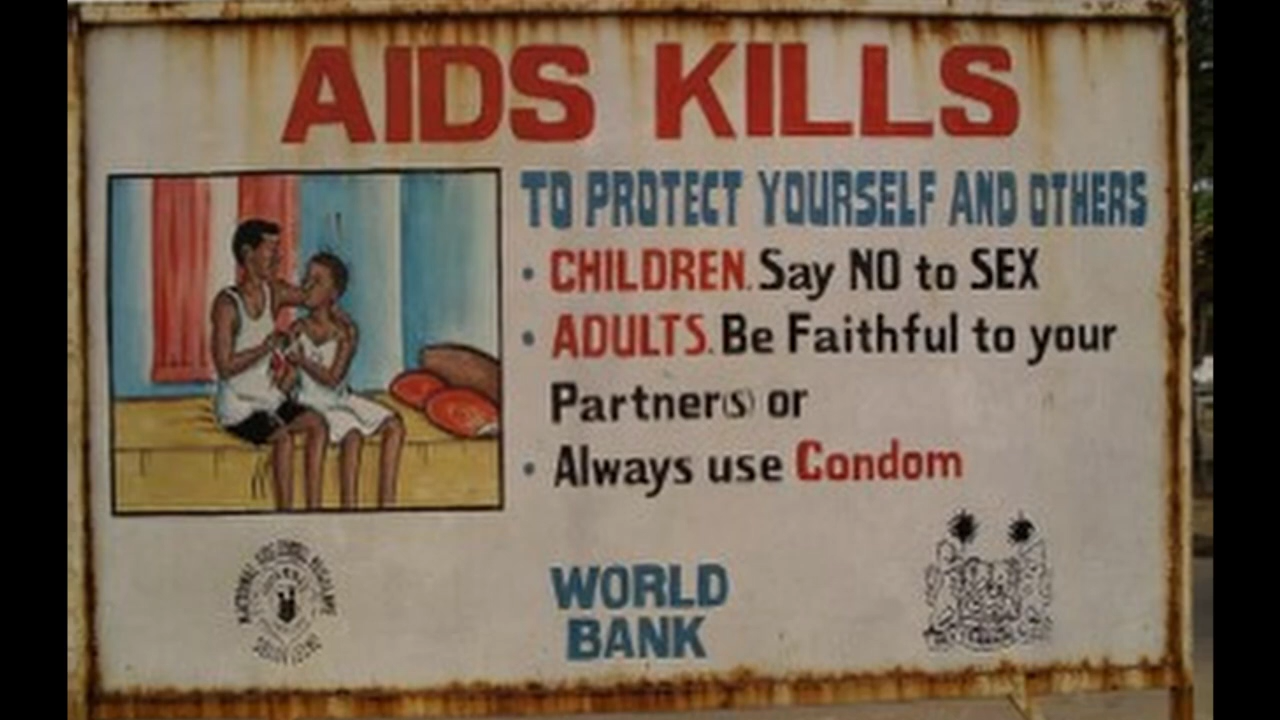 AIDS KILLS
TO PROTECT YOURSELF AND OTHERS
• CHILDREN. Say NO to SEX
• ADULTS. Be Faithful to your
Partner(s) or
• Always use Condom
WORLD
BANK